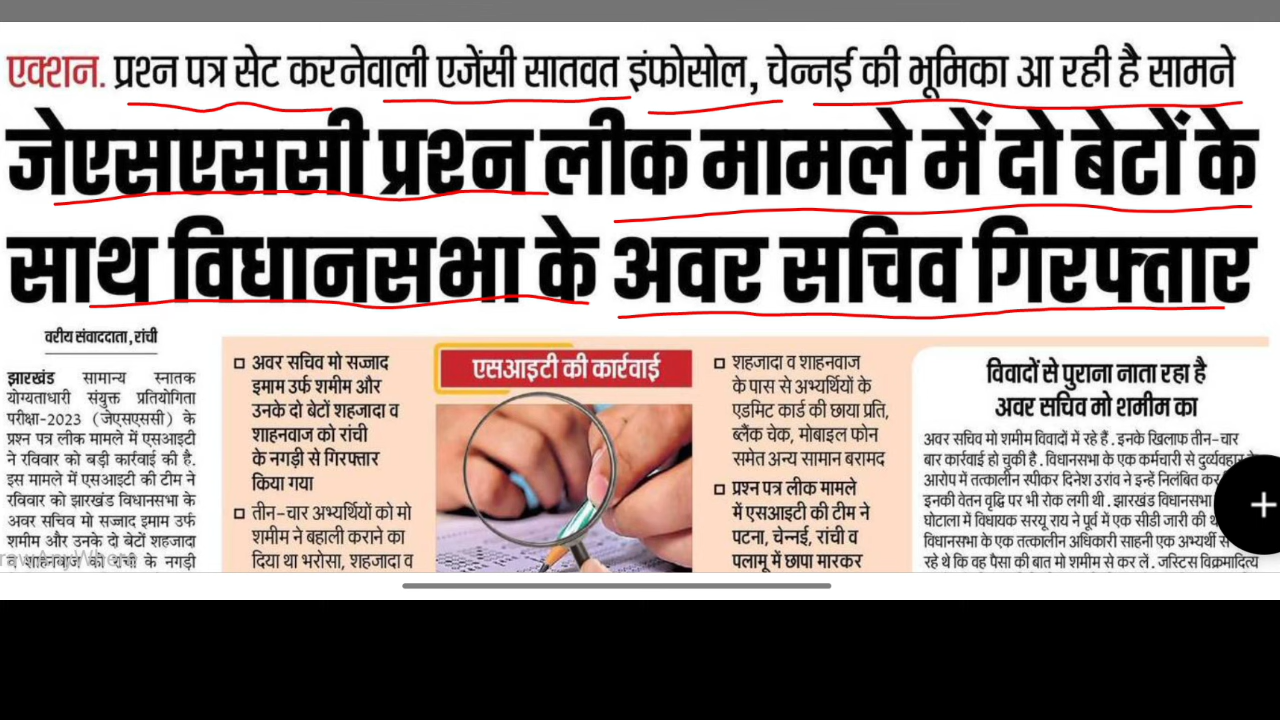 एक्शन. प्रश्न पत्र सेट करनेवाली एजेंसी सातवत इंफोसोल, चेन्नई की भूमिका आ रही है सामने
जेएसएससी प्रश्न लीक मामले में दो बेटों के
साथ विधानसभा के अवर सचिव गिरफ्तार
वरीय संवाददाता, रांची
झारखंड सामान्य स्नातक
योग्यताधारी संयुक्त प्रतियोगिता
परीक्षा-2023 (जेएसएससी) के
प्रश्न पत्र लीक मामले में एसआइटी
ने रविवार को बड़ी कार्रवाई की है.
इस मामले में एसआइटी की टीम ने
रविवार को झारखंड विधानसभा के
अवर सचिव मो सज्जाद इमाम उर्फ
शमीम और उनके दो बेटों शहजादा
व शाहनवाज को रांची के नगड़ी
अवर सचिव मो सज्जाद
इमाम उर्फ शमीम और
उनके दो बेटों शहजादा व
शाहनवाज को रांची
के नगड़ी से गिरफ्तार
किया गया
तीन-चार अभ्यर्थियों को मो
शमीम ने बहाली कराने का
दिया था भरोसा, शहजादा व
एसआइटी की कार्रवाई
शहजादा व शाहनवाज
के पास से अभ्यर्थियों के
एडमिट कार्ड की छाया प्रति,
ब्लैंक चेक, मोबाइल फोन
समेत अन्य सामान बरामद
प्रश्न पत्र लीक मामले
में एसआइटी की टीम ने
पटना, चेन्नई, रांची व
पलामू में छापा मारकर
विवादों से पुराना नाता रहा है
अवर सचिव मो शमीम का
अवर सचिव मो शमीम विवादों में रहे हैं. इनके खिलाफ तीन-चार
बार कार्रवाई हो चुकी है. विधानसभा के एक कर्मचारी से दुर्व्यवहार के
आरोप में तत्कालीन स्पीकर दिनेश उरांव ने इन्हें निलंबित कर
इनकी वेतन वृद्धि पर भी रोक लगी थी. झारखंड विधानसभा
घोटाला में विधायक सरयू राय ने पूर्व में एक सीडी जारी की थी
विधानसभा के एक तत्कालीन अधिकारी साहनी एक अभ्यर्थी से
रहे थे कि वह पैसा की बात मो शमीम से कर लें. जस्टिस विक्रमादित्य